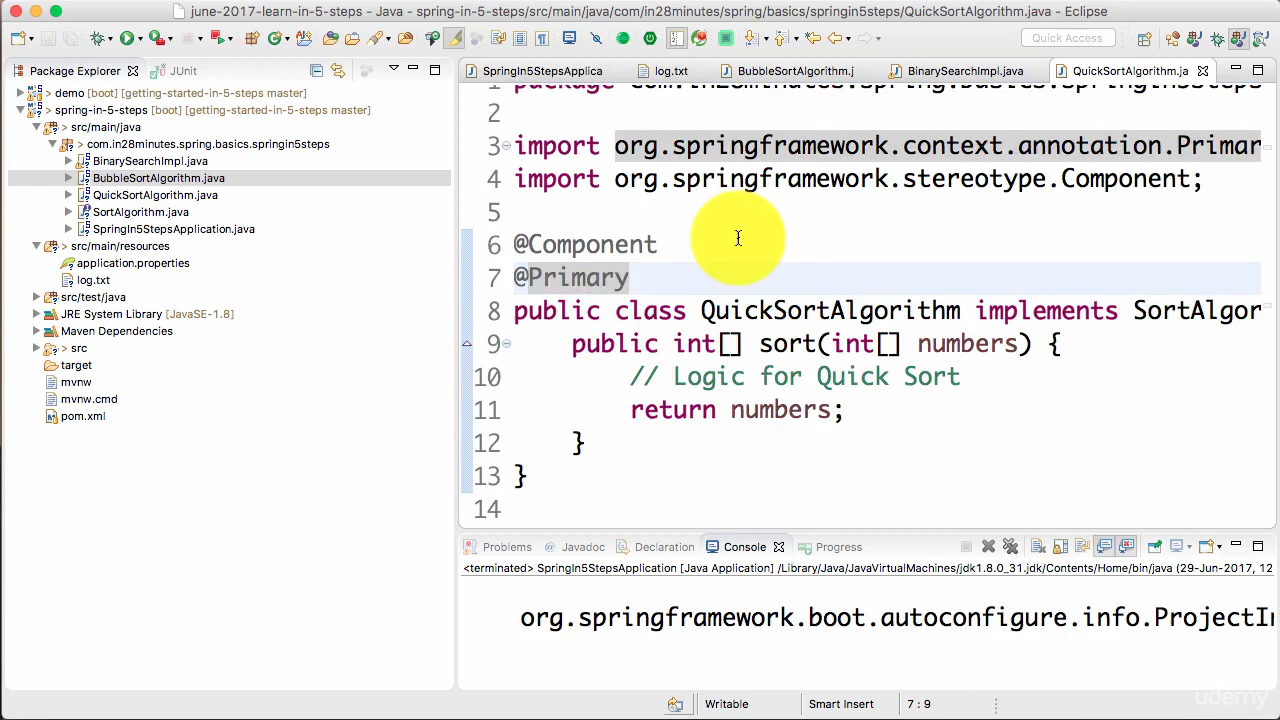 june-2017-learn-in-5-steps - Java - spring-in-5-steps/src/main/java/com/in28minutes/spring/basics/springin5steps/QuickSortAlgorithm.java - Eclipse
Quick Access
Package Explorer
JUnit
SpringIn5StepsApplica
log.txt
BubbleSortAlgorithm.j
BinarySearchImpl.java
QuickSortAlgorithm.ja
> demo [boot] [getting-started-in-5-steps master]
> spring-in-5-steps [boot] [getting-started-in-5-steps master]
> src/main/java
> com.in28minutes.spring.basics.springin5steps
BinarySearchImpl.java
BubbleSortAlgorithm.java
QuickSortAlgorithm.java
SortAlgorithm.java
SpringIn5StepsApplication.java
> src/main/resources
application.properties
log.txt
src/test/java
JRE System Library [JavaSE-1.8]
Maven Dependencies
> src
target
mvnw
mvnw.cmd
pom.xml
1 package com.in28minutes.spring.basics.springin5steps
2
3 import org.springframework.context.annotation.Primar
4 import org.springframework.stereotype.Component;
5
6 @Component
7 @Primary
8 public class QuickSortAlgorithm implements SortAlgor
9 public int[] sort(int[] numbers) {
10 // Logic for Quick Sort
11 return numbers;
12 }
13 }
14
Problems
@ Javadoc
Declaration
Console
Progress
<terminated> SpringIn5StepsApplication [Java Application] /Library/Java/JavaVirtualMachines/jdk1.8.0_31.jdk/Contents/Home/bin/java (29-Jun-2017, 12
org.springframework.boot.autoconfigure.info.ProjectIn
Writable
Smart Insert
7 : 9
udemy